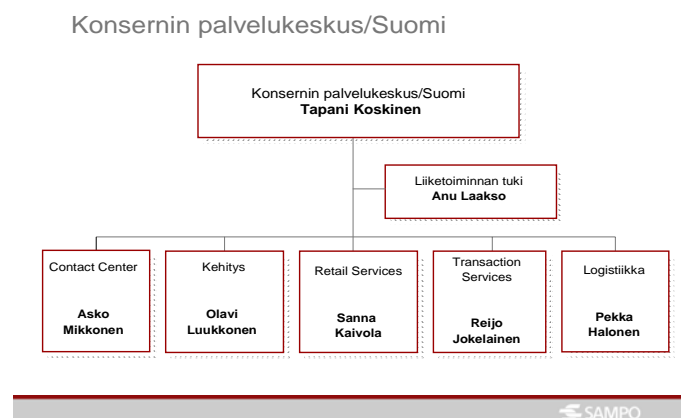 Konsernin palvelukeskus/Suomi
Konsernin palvelukeskus/Suomi
Tapani Koskinen
Liiketoiminnan tuki
Anu Laakso
Contact Center
Asko
Mikkonen
Kehitys
Olavi
Luukkonen
Retail Services
Sanna
Kaivola
Transaction
Services
Reijo
Jokelainen
Logistiikka
Pekka
Halonen
SAMPO